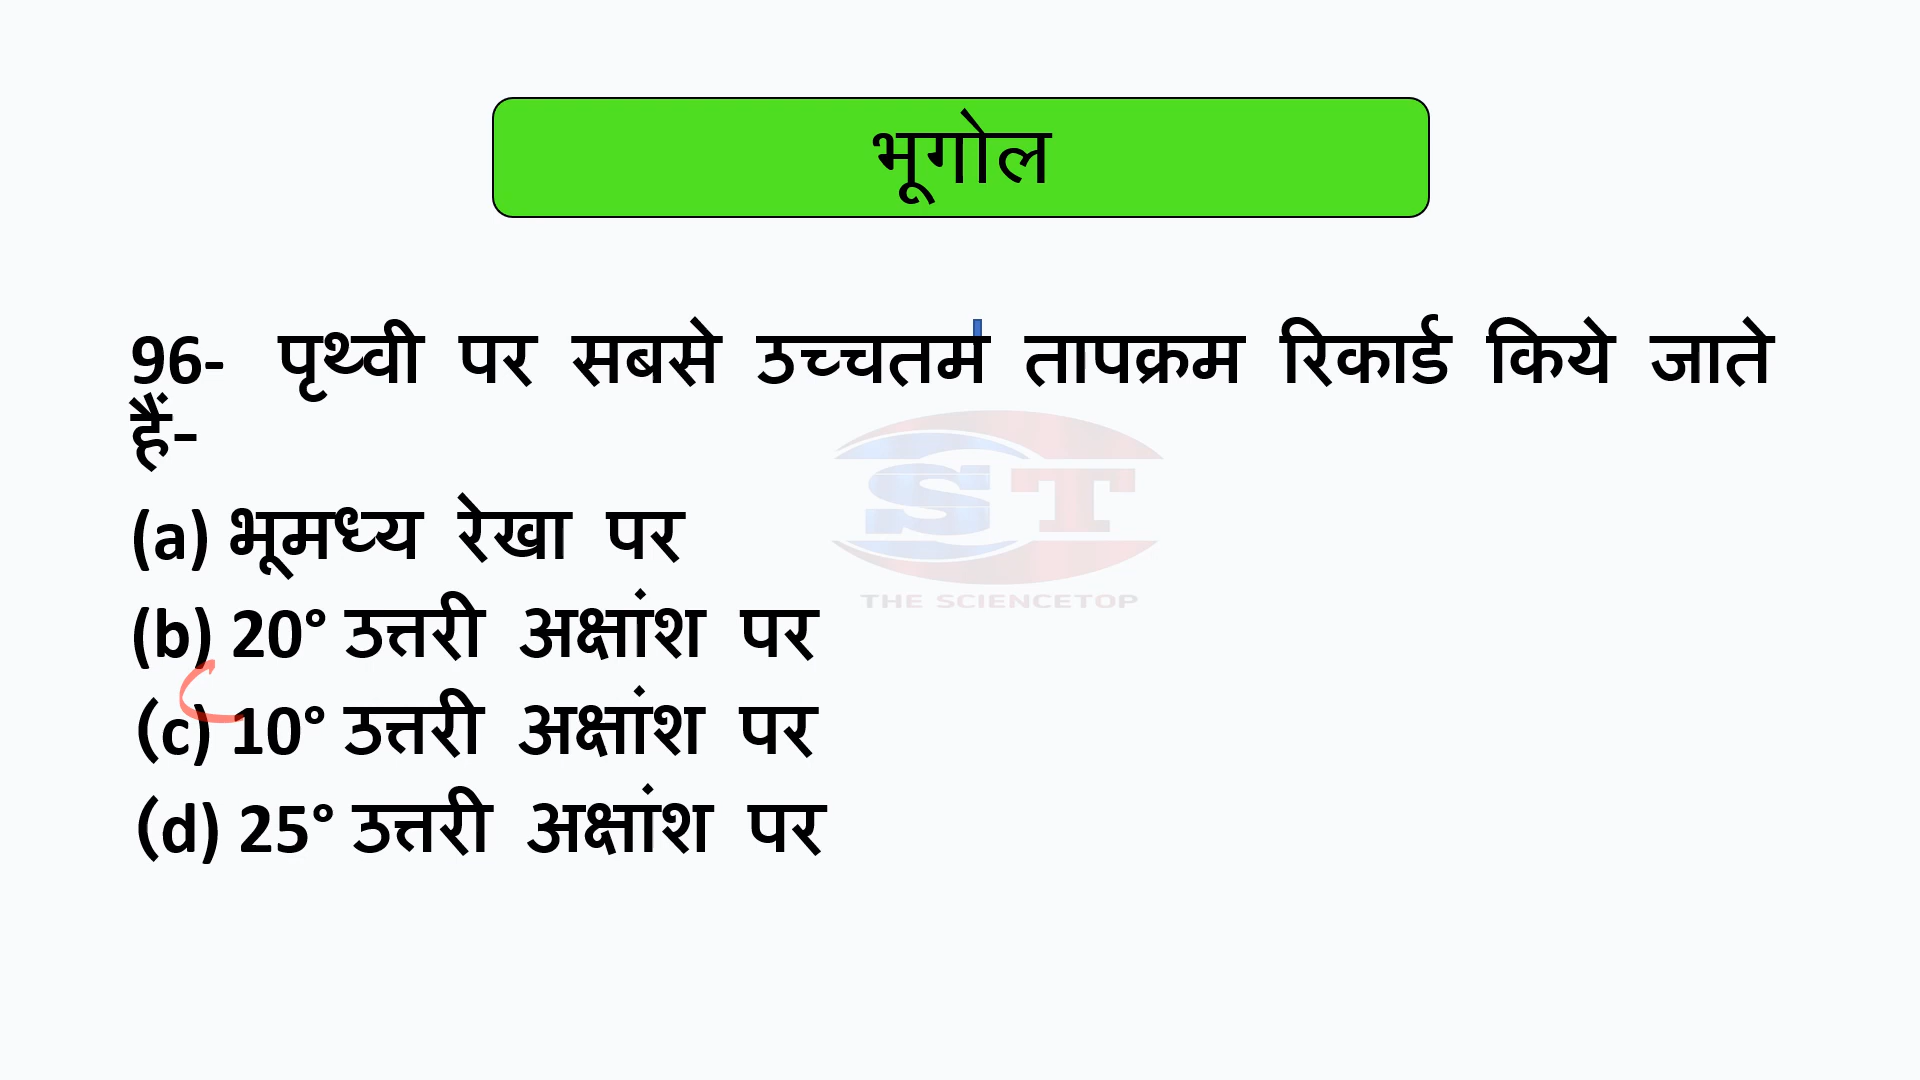 भूगोल
96- पृथ्वी पर सबसे उच्चतम तापक्रम रिकार्ड किये जाते
हैं-
ST
THE SCIENCETOP
(a) भूमध्य रेखा पर
(b) 20° उत्तरी अक्षांश पर
(c) 10° उत्तरी अक्षांश पर
(d) 25° उत्तरी अक्षांश पर